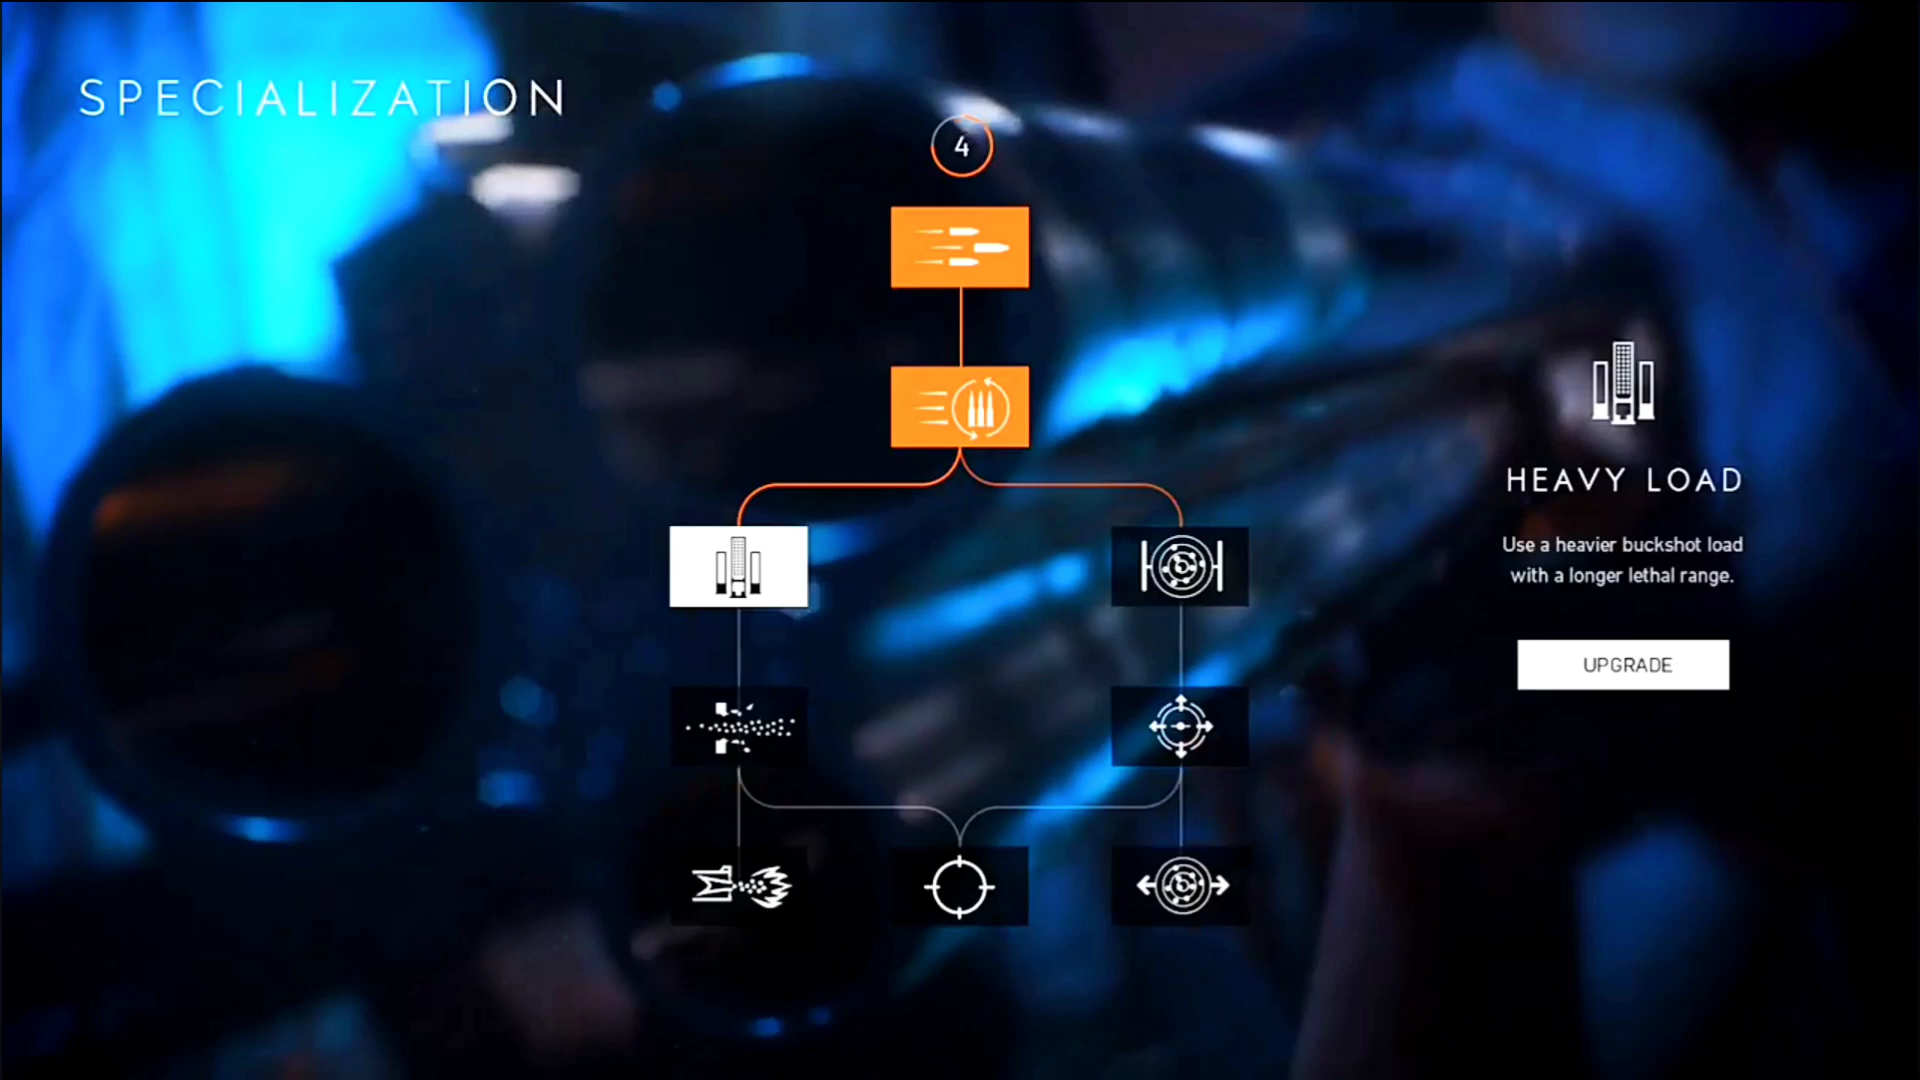 SPECIALIZATION
4
HEAVY LOAD
Use a heavier buckshot load
with a longer lethal range.
UPGRADE